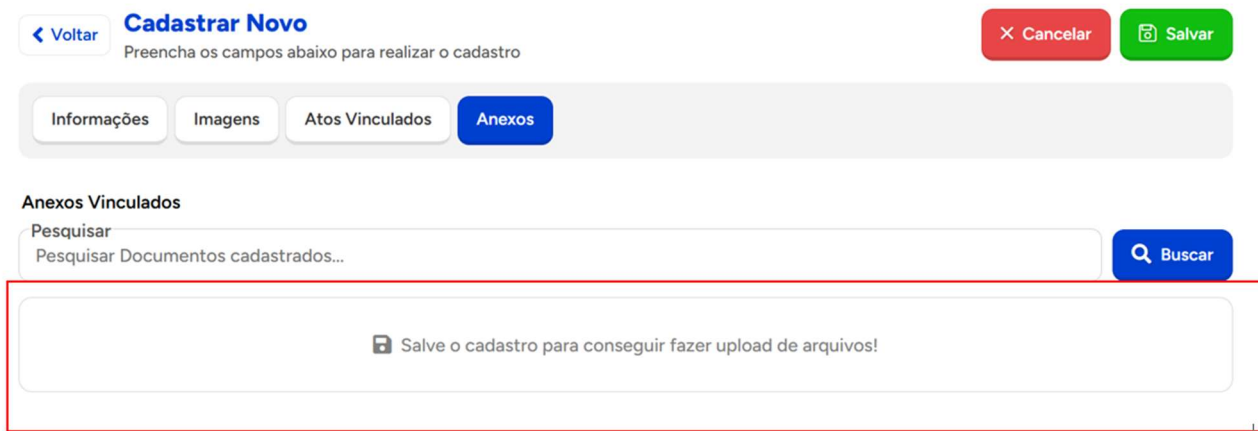 Voltar
Cadastrar Novo
Preencha os campos abaixo para realizar o cadastro
Cancelar
Salvar
Informações
Imagens
Atos Vinculados
Anexos
Anexos Vinculados
Pesquisar
Pesquisar Documentos cadastrados...
Buscar
Salve o cadastro para conseguir fazer upload de arquivos!